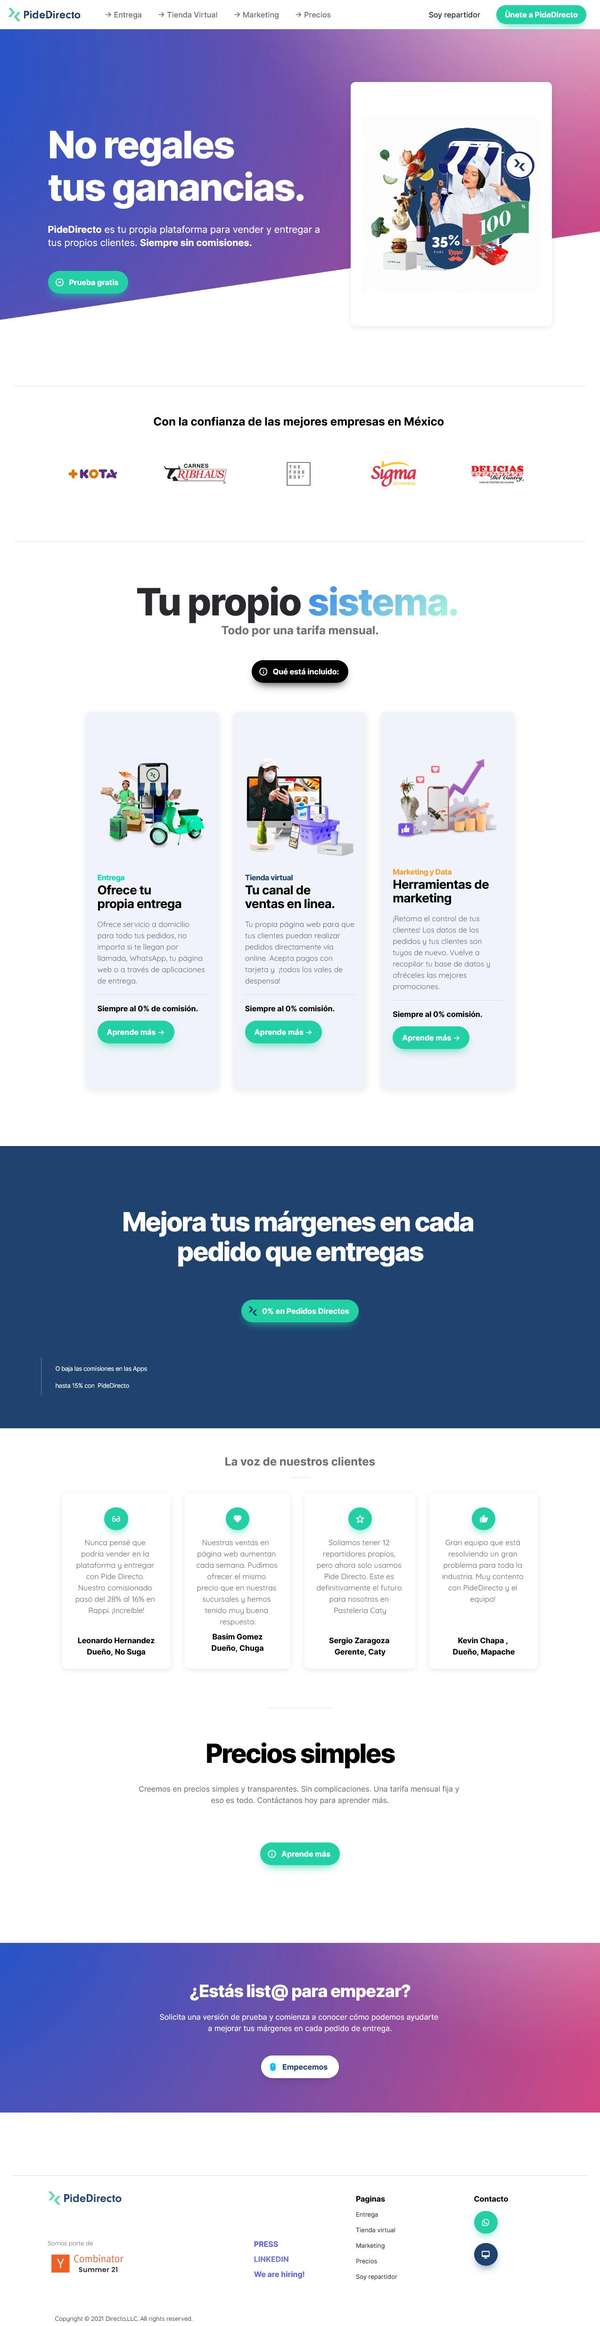 PideDirecto
→ Entrega
→ Tienda Virtual
→ Marketing
→ Precios
Soy repartidor
Únete a PideDirecto
No regales
tus ganancias.
PideDirecto es tu propia plataforma para vender y entregar a
tus propios clientes. Siempre sin comisiones.
Prueba gratis
100
35%
Rappi
Con la confianza de las mejores empresas en México
+KOTA
CARNES
RIBHAUS
THE
FOOD
BOX
Sigma
DELICIAS
Tu propio sistema.
Todo por una tarifa mensual.
Qué está incluido:
Entrega
Ofrece tu
propia entrega
Ofrece servicio a domicilio
para todo tus pedidos, no
importa si te llegan por
llamada, WhatsApp, tu página
web o a través de aplicaciones
de entrega.
Siempre al 0% de comisión.
Aprende más →
Tienda virtual
Tu canal de
ventas en linea.
Tu propia página web para que
tus clientes puedan realizar
pedidos directamente vía
online. Acepta pagos con
tarjeta y ¡todos los vales de
despensa!
Siempre al 0% comisión.
Aprende más →
Marketing y Data
Herramientas de
marketing
¡Retoma el control de tus
clientes! Los datos de los
pedidos y tus clientes son
tuyos de nuevo. Vuelve a
recopilar tu base de datos y
ofréceles las mejores
promociones.
Siempre al 0% comisión.
Aprende más →
Mejora tus márgenes en cada
pedido que entregas
0% en Pedidos Directos
O baja las comisiones en las Apps
hasta 15% con PideDirecto
La voz de nuestros clientes
Nunca pensé que
podría vender en la
plataforma y entregar
con Pide Directo.
Nuestro comisionado
pasó del 28% al 16% en
Rappi. ¡Increíble!
Leonardo Hernandez
Dueño, No Suga
Nuestras ventas en
página web aumentan
cada semana. Pudimos
ofrecer el mismo
precio que en nuestras
sucursales y hemos
tenido muy buena
respuesta.
Basim Gomez
Dueño, Chuga
Solíamos tener 12
repartidores propios,
pero ahora solo usamos
Pide Directo. Este es
definitivamente el futuro
para nosotros en
Pasteleria Caty
Sergio Zaragoza
Gerente, Caty
Gran equipo que está
resolviendo un gran
problema para toda la
industria. Muy contento
con PideDirecto y el
equipo!
Kevin Chapa ,
Dueño, Mapache
Precios simples
Creemos en precios simples y transparentes. Sin complicaciones. Una tarifa mensual fija y
eso es todo. Contáctanos hoy para aprender más.
Aprende más
¿Estás list@ para empezar?
Solicita una versión de prueba y comienza a conocer cómo podemos ayudarte
a mejorar tus márgenes en cada pedido de entrega.
Empecemos
PideDirecto
Somos parte de
Y Combinator
Summer 21
PRESS
LINKEDIN
We are hiring!
Paginas
Entrega
Tienda virtual
Marketing
Precios
Soy repartidor
Contacto
Copyright © 2021 Directo,LLC. All rights reserved.